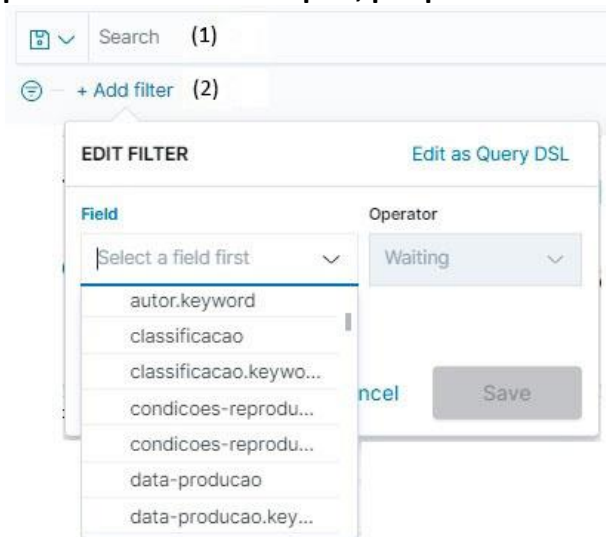 Search (1)
+ Add filter (2)
EDIT FILTER Edit as Query DSL
Field Operator
Select a field first Waiting
autor.keyword
classificacao
classificacao.keywo...
condicoes-reprodu...
ncel Save
condicoes-reprodu...
data-producao
data-producao.key...